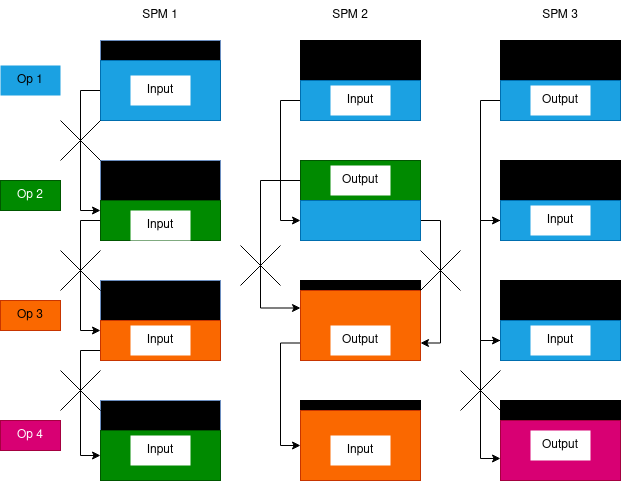 SPM 1
SPM 2
SPM 3
Op 1
Input
Input
Output
Op 2
Input
Output
Input
Op 3
Input
Output
Input
Op 4
Input
Input
Output